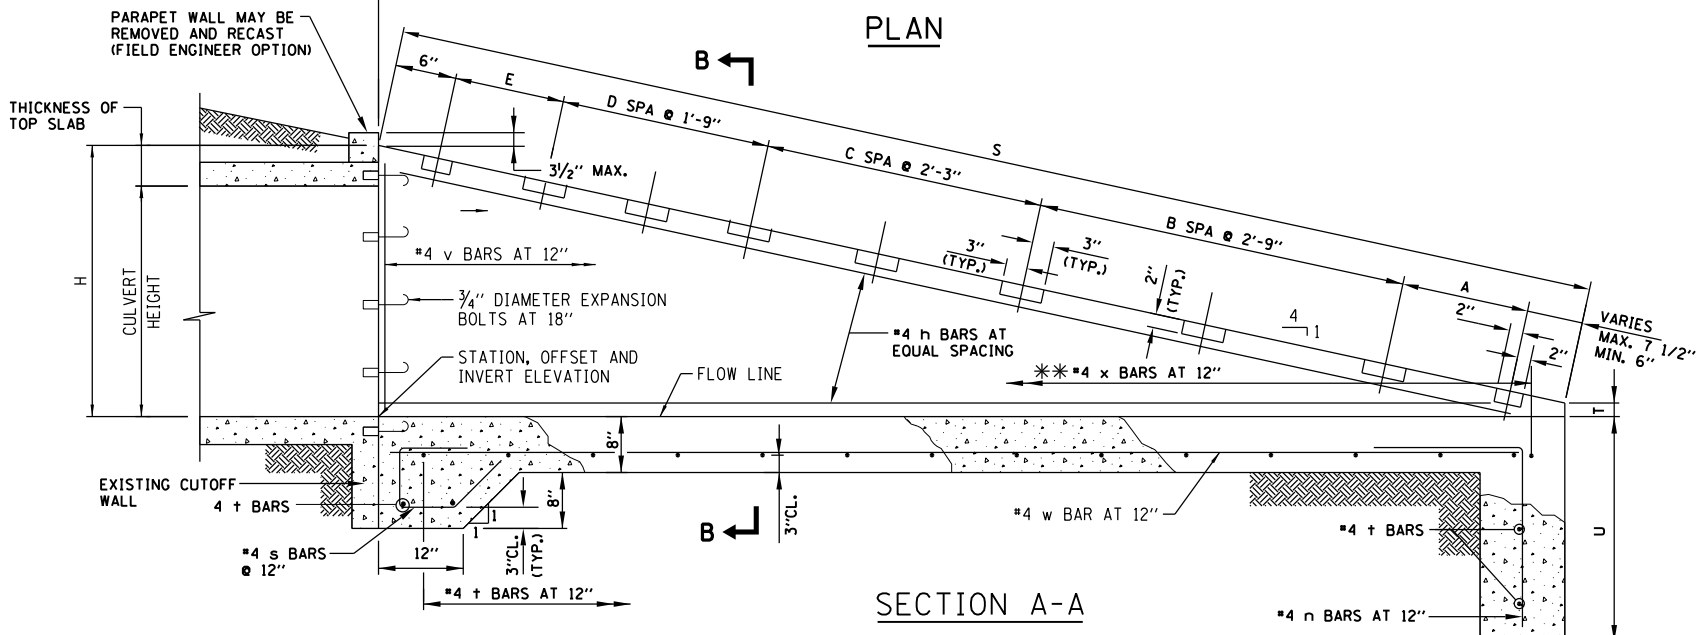 PLAN
PARAPET WALL MAY BE
REMOVED AND RECAST
(FIELD ENGINEER OPTION)
B
6"
E
D SPA @ 1'-9"
S
THICKNESS OF
TOP SLAB
C SPA @ 2'-3"
3½" MAX.
B SPA @ 2'-9"
#4 v BARS AT 12"
3"
(TYP.)
3"
(TYP.)
2"
(TYP.)
A
H
CULVERT
HEIGHT
¾" DIAMETER EXPANSION
BOLTS AT 18"
2"
4
1
VARIES
MAX. 7 1/2"
MIN. 6"
#4 h BARS AT
EQUAL SPACING
2"
STATION, OFFSET AND
INVERT ELEVATION
FLOW LINE
✳✳ #4 x BARS AT 12"
T
8"
EXISTING CUTOFF
WALL
4 t BARS
8"
3"CL.
#4 w BAR AT 12"
1
1
B
#4 t BARS
U
#4 s BARS
@ 12"
12"
3"CL.
(TYP.)
#4 t BARS AT 12"
SECTION A-A
#4 n BARS AT 12"